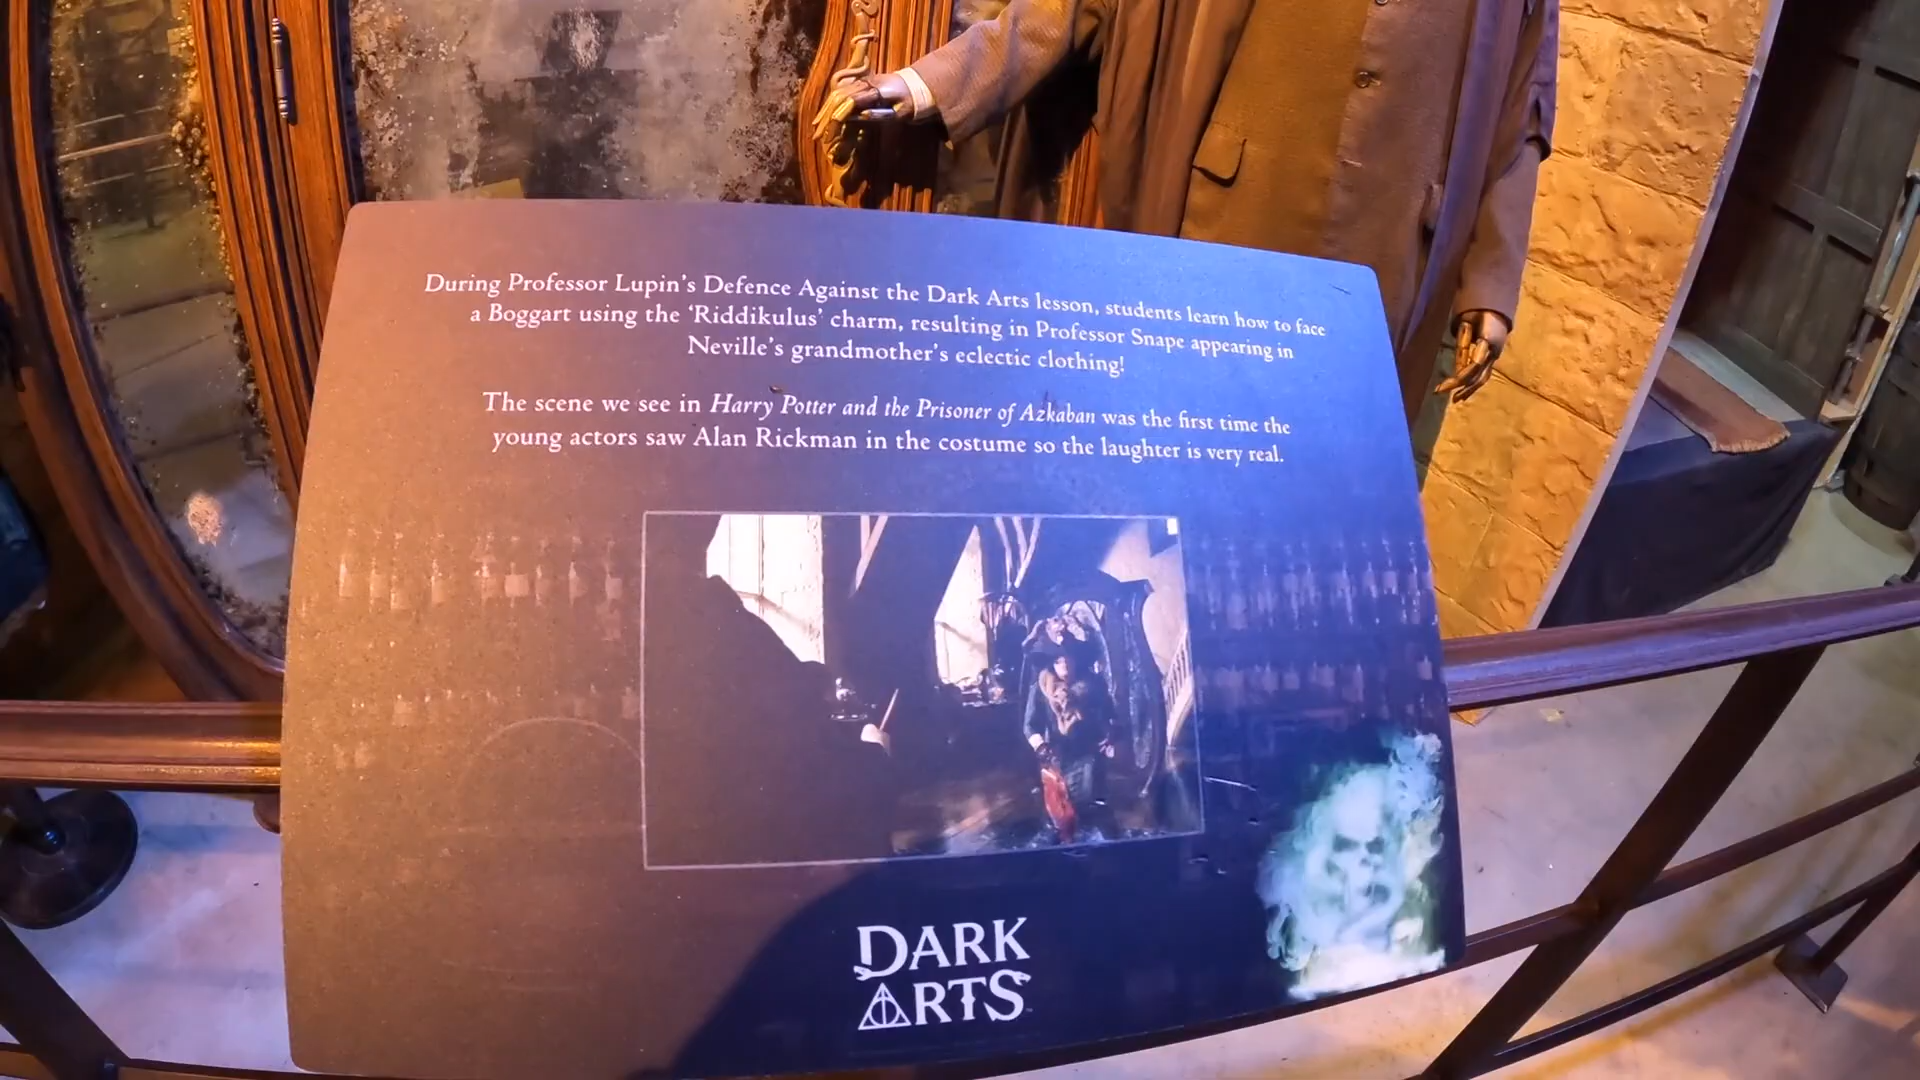 During Professor Lupin's Defence Against the Dark Arts lesson, students learn how to face
a Boggart using the 'Riddikulus' charm, resulting in Professor Snape appearing in
Neville's grandmother's eclectic clothing!
The scene we see in Harry Potter and the Prisoner of Azkaban was the first time the
young actors saw Alan Rickman in the costume so the laughter is very real.
DARK
ARTS